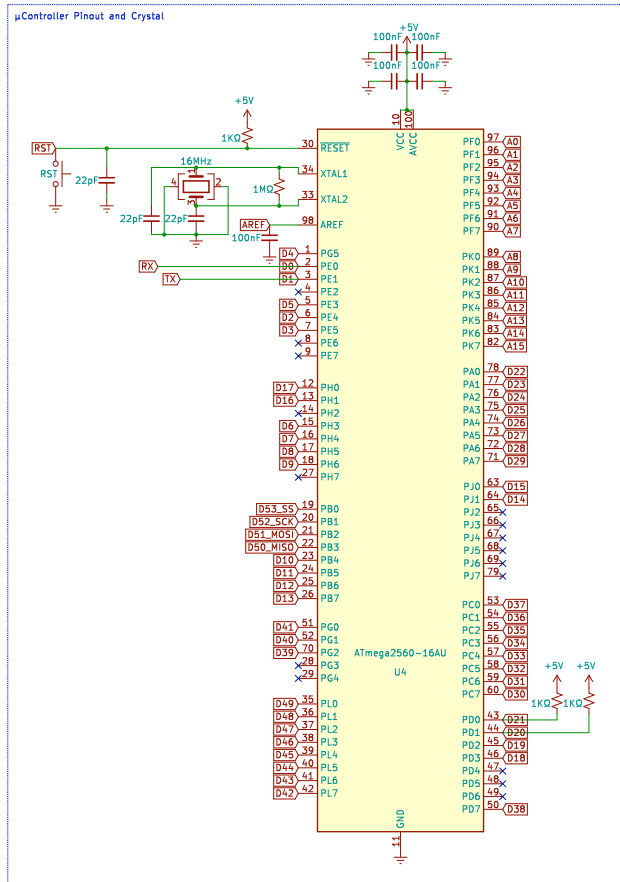 µController Pinout and Crystal
+5V
100nF 100nF
100nF 100nF
10 100
VCC AVCC
+5V
1KΩ
RST
30 RESET
RST
22pF
16MHz
1
4 2
3
1MΩ
34 XTAL1
33 XTAL2
22pF 22pF
AREF 98 AREF
100nF
D4 1 PG5
RX D0 2 PE0
TX D1 3 PE1
4 PE2
D5 5 PE3
D2 6 PE4
D3 7 PE5
8 PE6
9 PE7
D17 12 PH0
D16 13 PH1
14 PH2
D6 15 PH3
D7 16 PH4
D8 17 PH5
D9 18 PH6
27 PH7
D53_SS 19 PB0
D52_SCK 20 PB1
D51_MOSI 21 PB2
D50_MISO 22 PB3
D10 23 PB4
D11 24 PB5
D12 25 PB6
D13 26 PB7
D41 51 PG0
D40 52 PG1
D39 70 PG2
28 PG3
29 PG4
D49 35 PL0
D48 36 PL1
D47 37 PL2
D46 38 PL3
D45 39 PL4
D44 40 PL5
D43 41 PL6
D42 42 PL7
PF0 97 A0
PF1 96 A1
PF2 95 A2
PF3 94 A3
PF4 93 A4
PF5 92 A5
PF6 91 A6
PF7 90 A7
PK0 89 A8
PK1 88 A9
PK2 87 A10
PK3 86 A11
PK4 85 A12
PK5 84 A13
PK6 83 A14
PK7 82 A15
PA0 78 D22
PA1 77 D23
PA2 76 D24
PA3 75 D25
PA4 74 D26
PA5 73 D27
PA6 72 D28
PA7 71 D29
PJ0 63 D15
PJ1 64 D14
PJ2 65
PJ3 66
PJ4 67
PJ5 68
PJ6 69
PJ7 79
PC0 53 D37
PC1 54 D36
PC2 55 D35
PC3 56 D34
PC4 57 D33
PC5 58 D32
PC6 59 D31
PC7 60 D30
ATmega2560-16AU
U4
+5V +5V
1KΩ 1KΩ
PD0 43 D21
PD1 44 D20
PD2 45 D19
PD3 46 D18
PD4 47
PD5 48
PD6 49
PD7 50 D38
GND
11